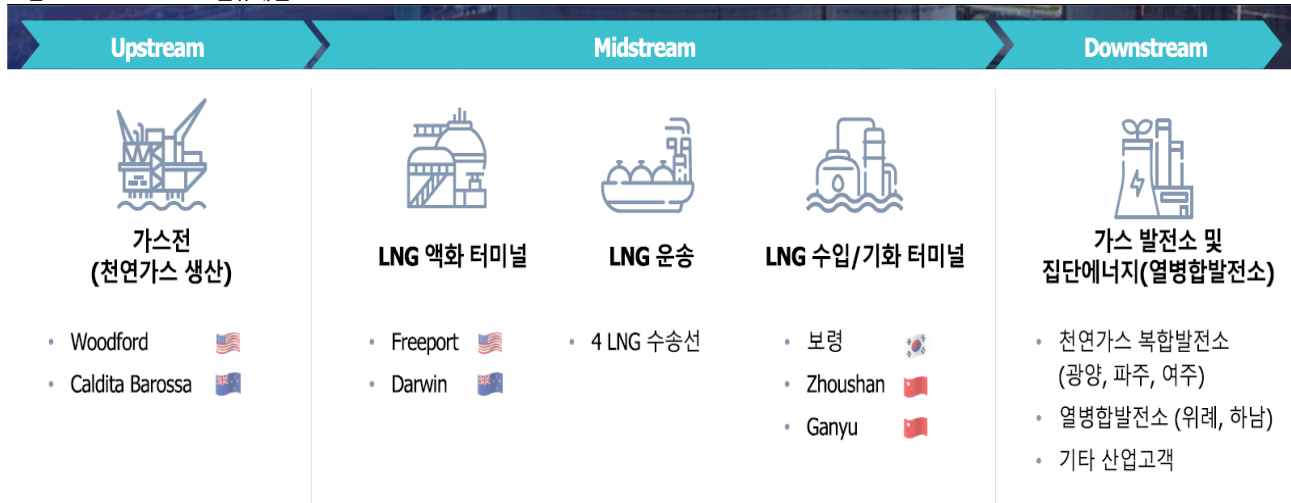 Upstream
Midstream
Downstream
가스전
(천연가스 생산)
• Woodford
• Caldita Barossa
LNG 액화 터미널
• Freeport
• Darwin
LNG 운송
• 4 LNG 수송선
LNG 수입/기화 터미널
• 보령
• Zhoushan
• Ganyu
가스 발전소 및
집단에너지(열병합발전소)
• 천연가스 복합발전소
(광양, 파주, 여주)
• 열병합발전소 (위례, 하남)
• 기타 산업고객